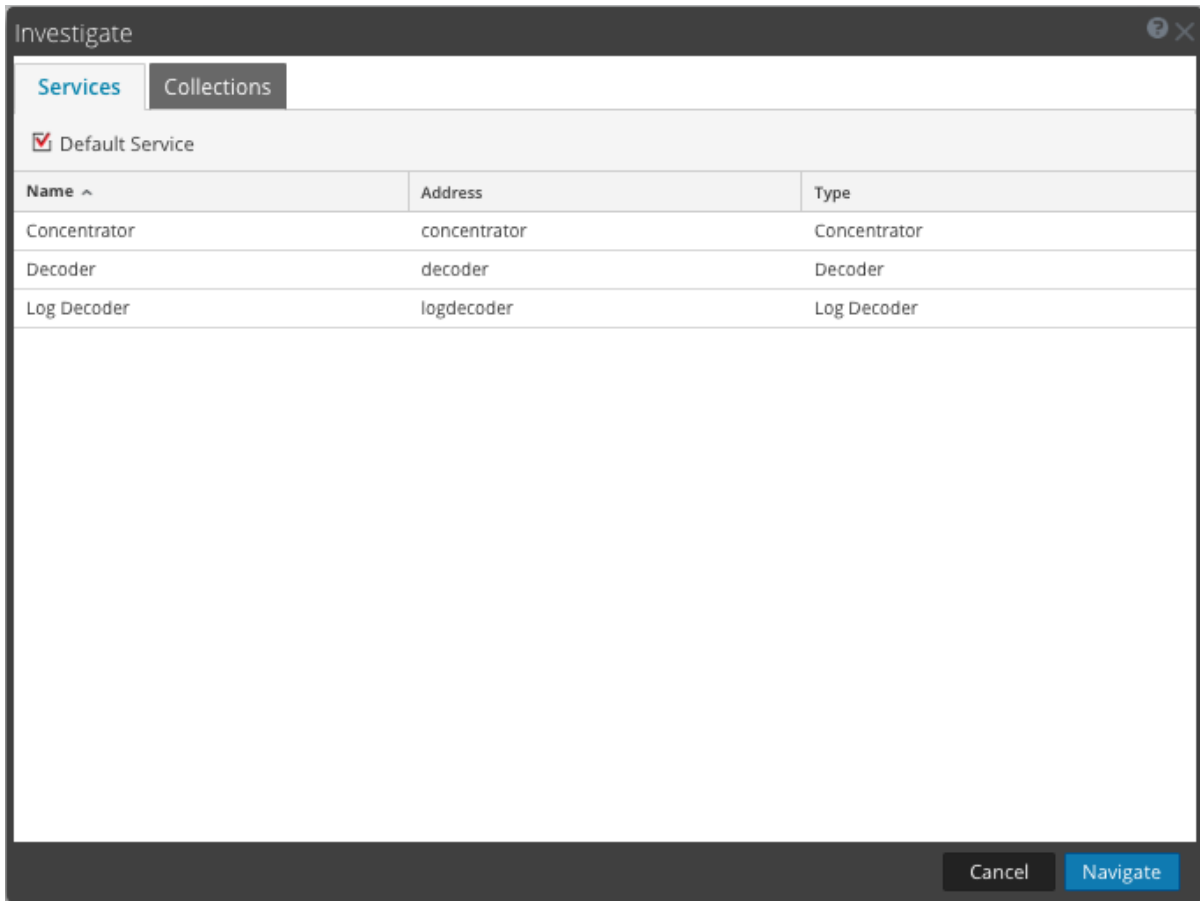 Investigate
Services Collections
Default Service
Name Address Type
Concentrator concentrator Concentrator
Decoder decoder Decoder
Log Decoder logdecoder Log Decoder
Cancel Navigate